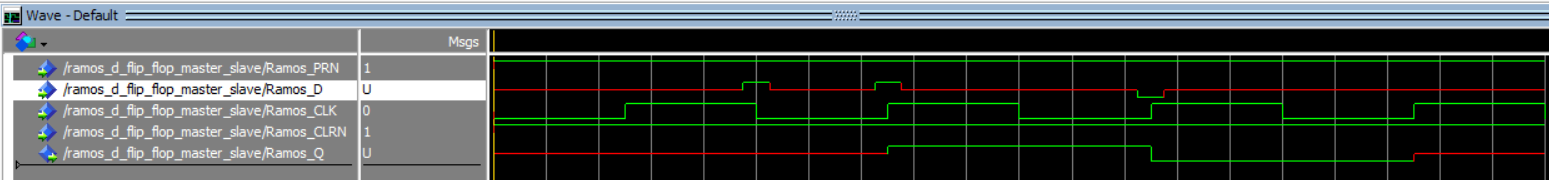 Wave - Default
Msgs
/ramos_d_flip_flop_master_slave/Ramos_PRN 1
/ramos_d_flip_flop_master_slave/Ramos_D U
/ramos_d_flip_flop_master_slave/Ramos_CLK 0
/ramos_d_flip_flop_master_slave/Ramos_CLRN 1
/ramos_d_flip_flop_master_slave/Ramos_Q U